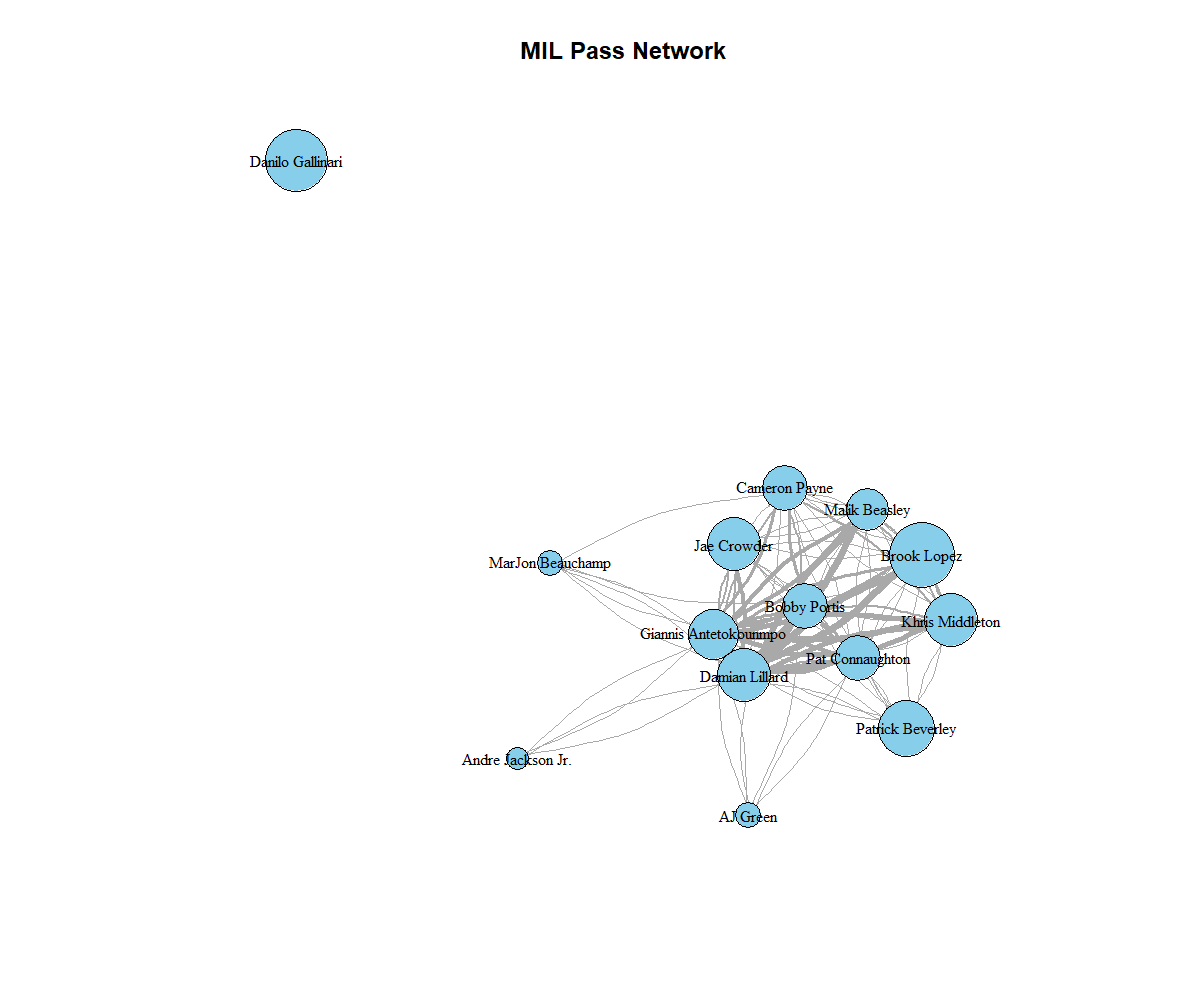 MIL Pass Network
Danilo Gallinari
Cameron Payne
Malik Beasley
Jae Crowder
Brook Lopez
MarJon Beauchamp
Bobby Portis
Khris Middleton
Giannis Antetokounmpo
Pat Connaughton
Damian Lillard
Patrick Beverley
Andre Jackson Jr.
AJ Green